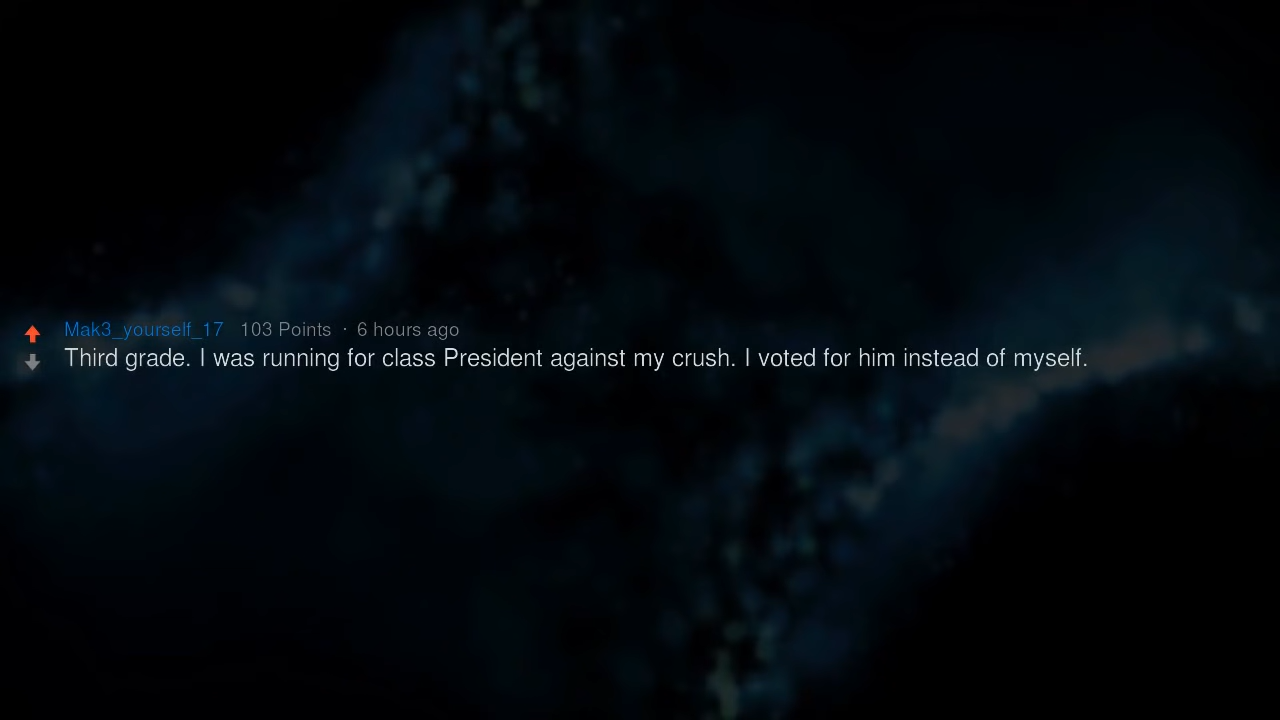 Mak3_yourself_17 103 Points · 6 hours ago
Third grade. I was running for class President against my crush. I voted for him instead of myself.